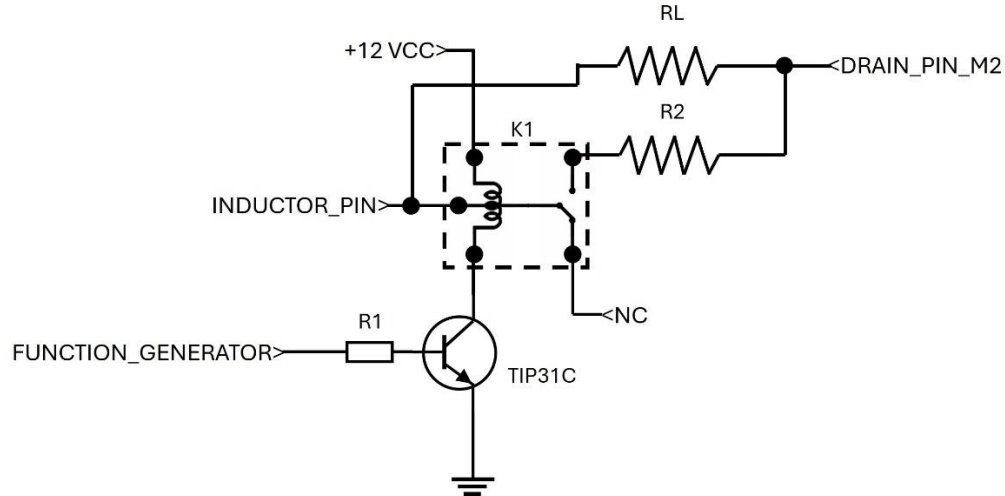 RL
+12 VCC>
<DRAIN_PIN_M2
R2
K1
INDUCTOR_PIN>
<NC
R1
FUNCTION_GENERATOR>
TIP31C